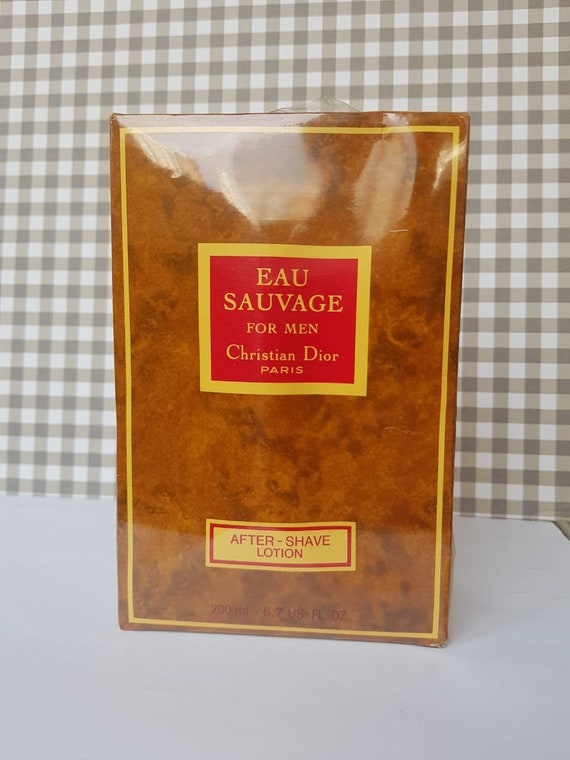 EAU
SAUVAGE
FOR MEN
Christian Dior
PARIS
AFTER-SHAVE
LOTION
200 ml - 6.7 US FL. OZ.